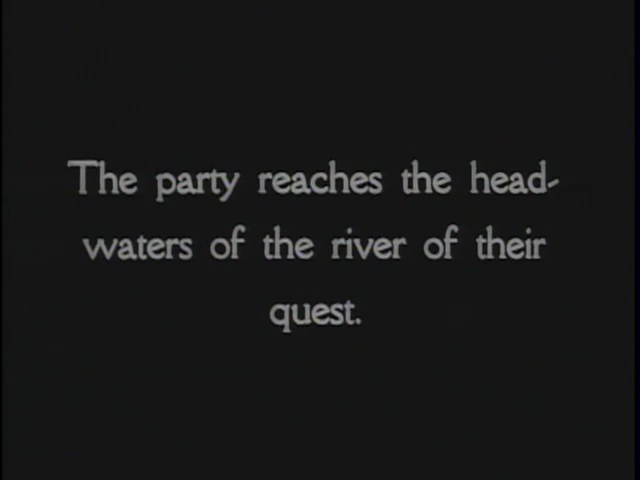 The party reaches the head-
waters of the river of their
quest.